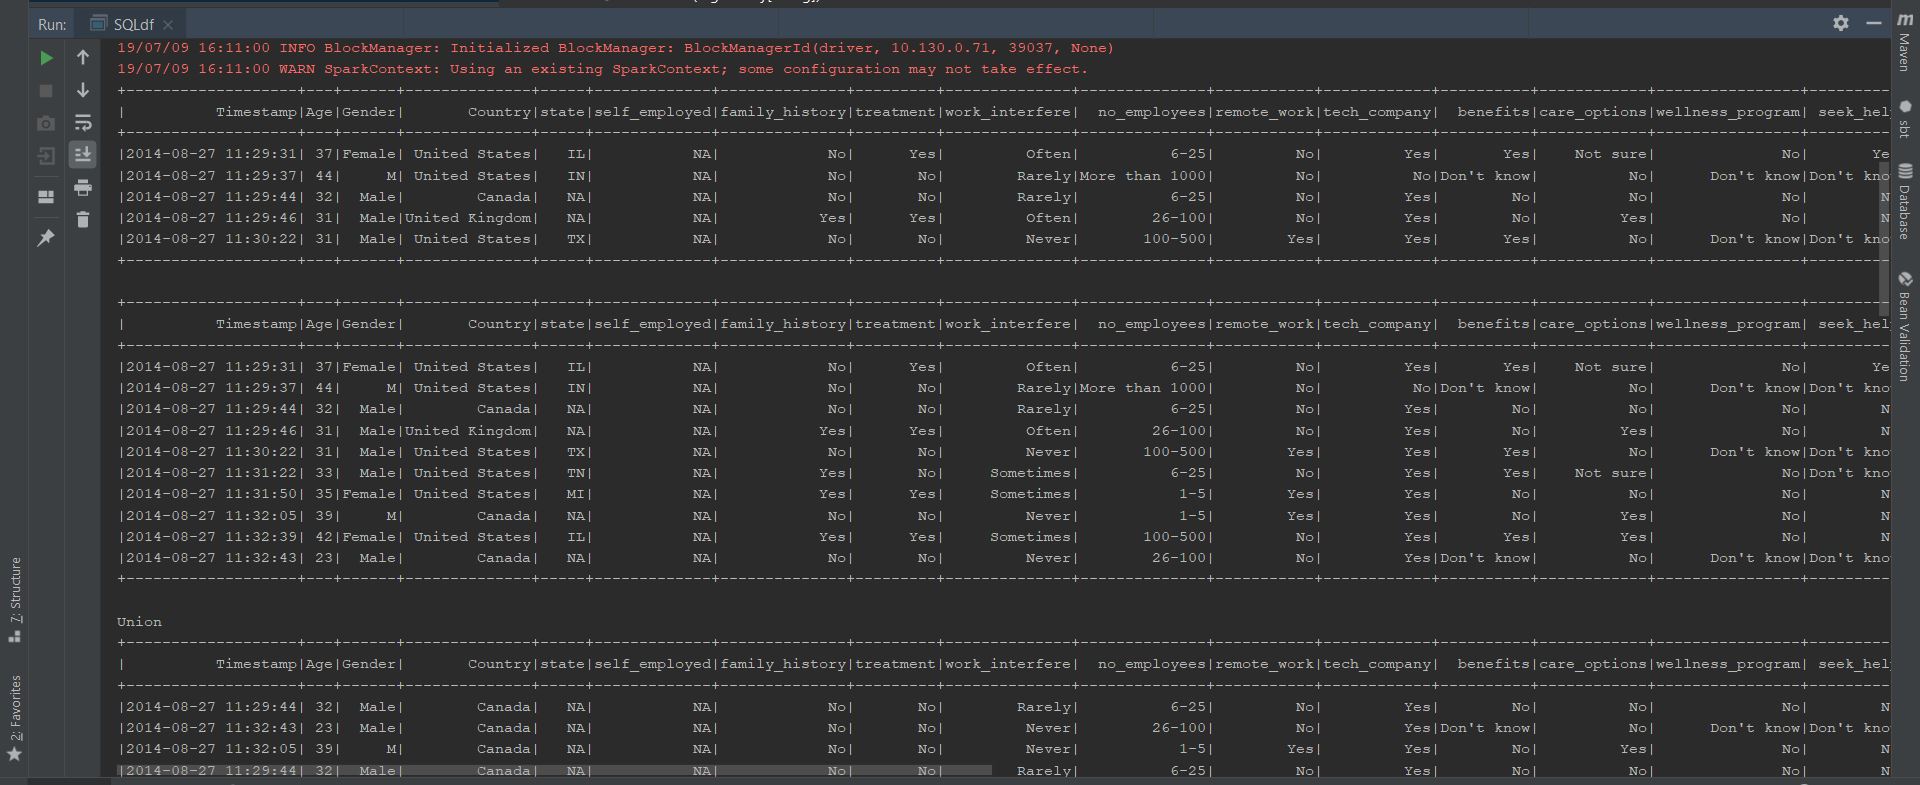 Run: SQLdf
19/07/09 16:11:00 INFO BlockManager: Initialized BlockManager: BlockManagerId(driver, 10.130.0.71, 39037, None)
19/07/09 16:11:00 WARN SparkContext: Using an existing SparkContext; some configuration may not take effect.
+-------------------+---+------+--------------+-----+-------------+--------------+---------+--------------+--------------+-----------+------------+----------+------------+----------------+---------
| Timestamp|Age|Gender| Country|state|self_employed|family_history|treatment|work_interfere| no_employees|remote_work|tech_company| benefits|care_options|wellness_program| seek_hel
+-------------------+---+------+--------------+-----+-------------+--------------+---------+--------------+--------------+-----------+------------+----------+------------+----------------+---------
|2014-08-27 11:29:31| 37|Female| United States| IL| NA| No| Yes| Often| 6-25| No| Yes| Yes| Not sure| No| Ye
|2014-08-27 11:29:37| 44| M| United States| IN| NA| No| No| Rarely|More than 1000| No| No|Don't know| No| Don't know|Don't kno
|2014-08-27 11:29:44| 32| Male| Canada| NA| NA| No| No| Rarely| 6-25| No| Yes| No| No| No| N
|2014-08-27 11:29:46| 31| Male|United Kingdom| NA| NA| Yes| Yes| Often| 26-100| No| Yes| No| Yes| No| N
|2014-08-27 11:30:22| 31| Male| United States| TX| NA| No| No| Never| 100-500| Yes| Yes| Yes| No| Don't know|Don't kno
+-------------------+---+------+--------------+-----+-------------+--------------+---------+--------------+--------------+-----------+------------+----------+------------+----------------+---------
+-------------------+---+------+--------------+-----+-------------+--------------+---------+--------------+--------------+-----------+------------+----------+------------+----------------+---------
| Timestamp|Age|Gender| Country|state|self_employed|family_history|treatment|work_interfere| no_employees|remote_work|tech_company| benefits|care_options|wellness_program| seek_hel
+-------------------+---+------+--------------+-----+-------------+--------------+---------+--------------+--------------+-----------+------------+----------+------------+----------------+---------
|2014-08-27 11:29:31| 37|Female| United States| IL| NA| No| Yes| Often| 6-25| No| Yes| Yes| Not sure| No| Ye
|2014-08-27 11:29:37| 44| M| United States| IN| NA| No| No| Rarely|More than 1000| No| No|Don't know| No| Don't know|Don't kno
|2014-08-27 11:29:44| 32| Male| Canada| NA| NA| No| No| Rarely| 6-25| No| Yes| No| No| No| N
|2014-08-27 11:29:46| 31| Male|United Kingdom| NA| NA| Yes| Yes| Often| 26-100| No| Yes| No| Yes| No| N
|2014-08-27 11:30:22| 31| Male| United States| TX| NA| No| No| Never| 100-500| Yes| Yes| Yes| No| Don't know|Don't kno
|2014-08-27 11:31:22| 33| Male| United States| TN| NA| Yes| No| Sometimes| 6-25| No| Yes| Yes| Not sure| No|Don't kno
|2014-08-27 11:31:50| 35|Female| United States| MI| NA| Yes| Yes| Sometimes| 1-5| Yes| Yes| No| No| No| N
|2014-08-27 11:32:05| 39| M| Canada| NA| NA| No| No| Never| 1-5| Yes| Yes| No| Yes| No| N
|2014-08-27 11:32:39| 42|Female| United States| IL| NA| Yes| Yes| Sometimes| 100-500| No| Yes| Yes| Yes| No| N
|2014-08-27 11:32:43| 23| Male| Canada| NA| NA| No| No| Never| 26-100| No| Yes|Don't know| No| Don't know|Don't kno
+-------------------+---+------+--------------+-----+-------------+--------------+---------+--------------+--------------+-----------+------------+----------+------------+----------------+---------
Union
+-------------------+---+------+--------------+-----+-------------+--------------+---------+--------------+--------------+-----------+------------+----------+------------+----------------+---------
| Timestamp|Age|Gender| Country|state|self_employed|family_history|treatment|work_interfere| no_employees|remote_work|tech_company| benefits|care_options|wellness_program| seek_hel
+-------------------+---+------+--------------+-----+-------------+--------------+---------+--------------+--------------+-----------+------------+----------+------------+----------------+---------
|2014-08-27 11:29:44| 32| Male| Canada| NA| NA| No| No| Rarely| 6-25| No| Yes| No| No| No| N
|2014-08-27 11:32:43| 23| Male| Canada| NA| NA| No| No| Never| 26-100| No| Yes|Don't know| No| Don't know|Don't kno
|2014-08-27 11:32:05| 39| M| Canada| NA| NA| No| No| Never| 1-5| Yes| Yes| No| Yes| No| N
|2014-08-27 11:29:44| 32| Male| Canada| NA| NA| No| No| Rarely| 6-25| No| Yes| No| No| No| N
7: Structure
2: Favorites
m Maven
sbt
Database
Bean Validation